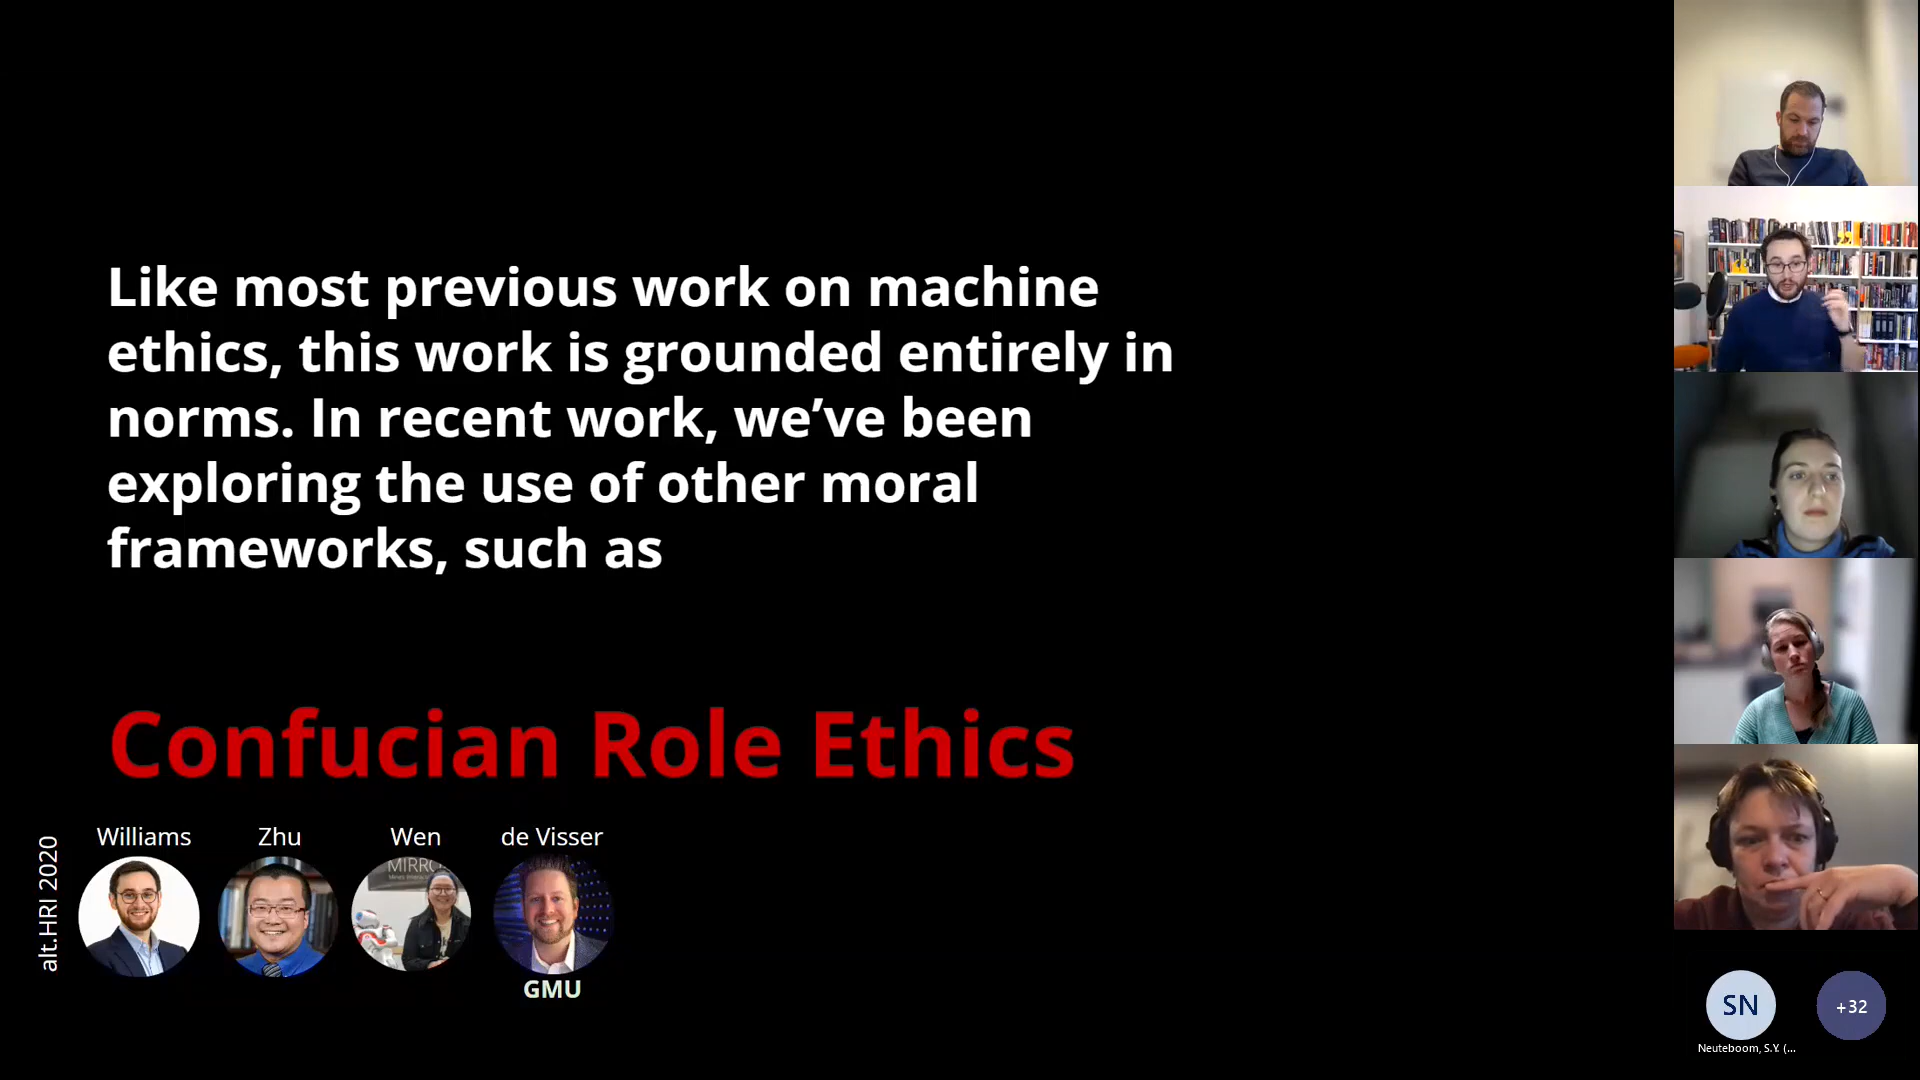 Like most previous work on machine
ethics, this work is grounded entirely in
norms. In recent work, we’ve been
exploring the use of other moral
frameworks, such as
Confucian Role Ethics
alt.HRI 2020
Williams
Zhu
Wen
de Visser
MIRRO
GMU
SN
+32
Neuteboom, S.Y. (...